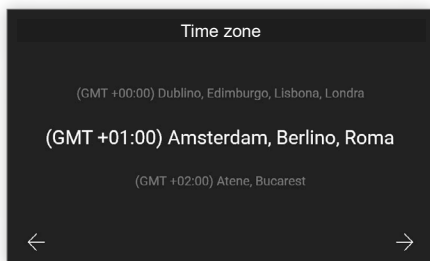 Time zone
(GMT +00:00) Dublino, Edimburgo, Lisbona, Londra
(GMT +01:00) Amsterdam, Berlino, Roma
(GMT +02:00) Atene, Bucarest